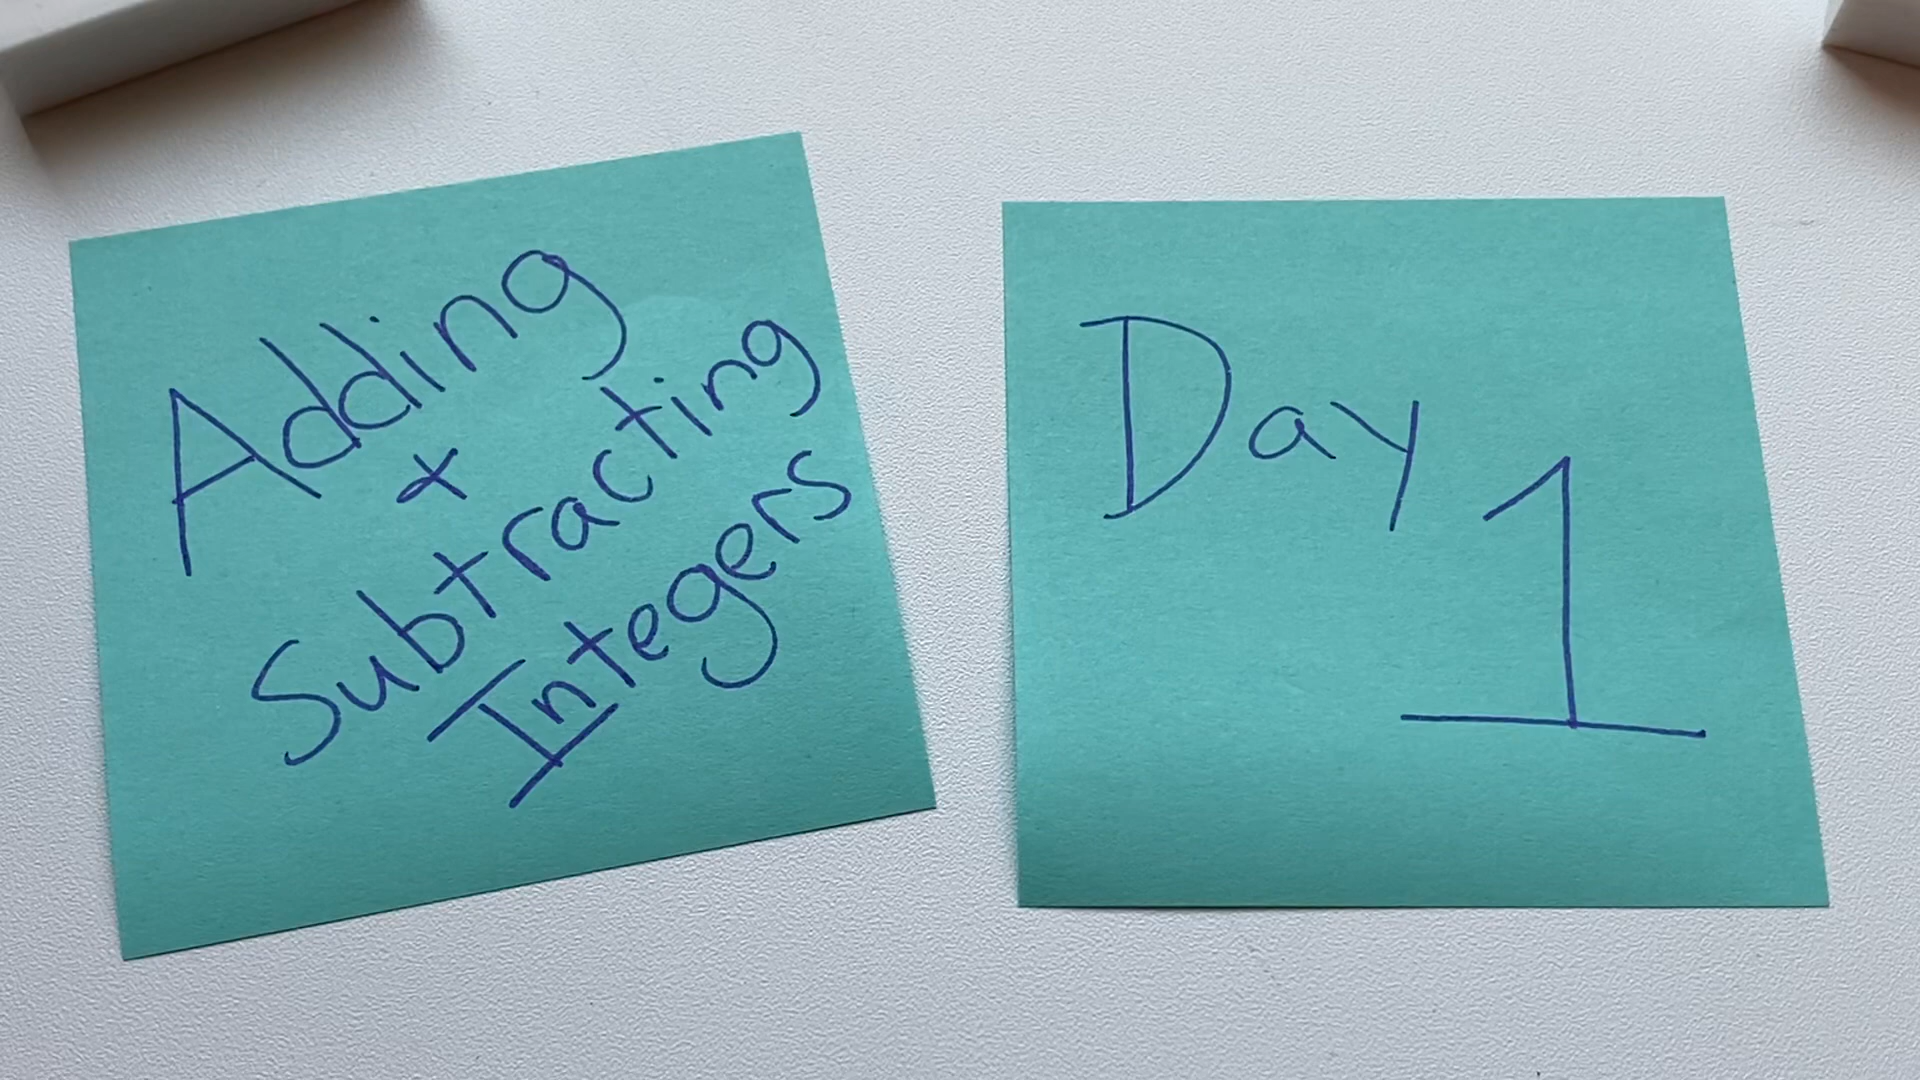 Adding
+
Subtracting
Integers
Day
1